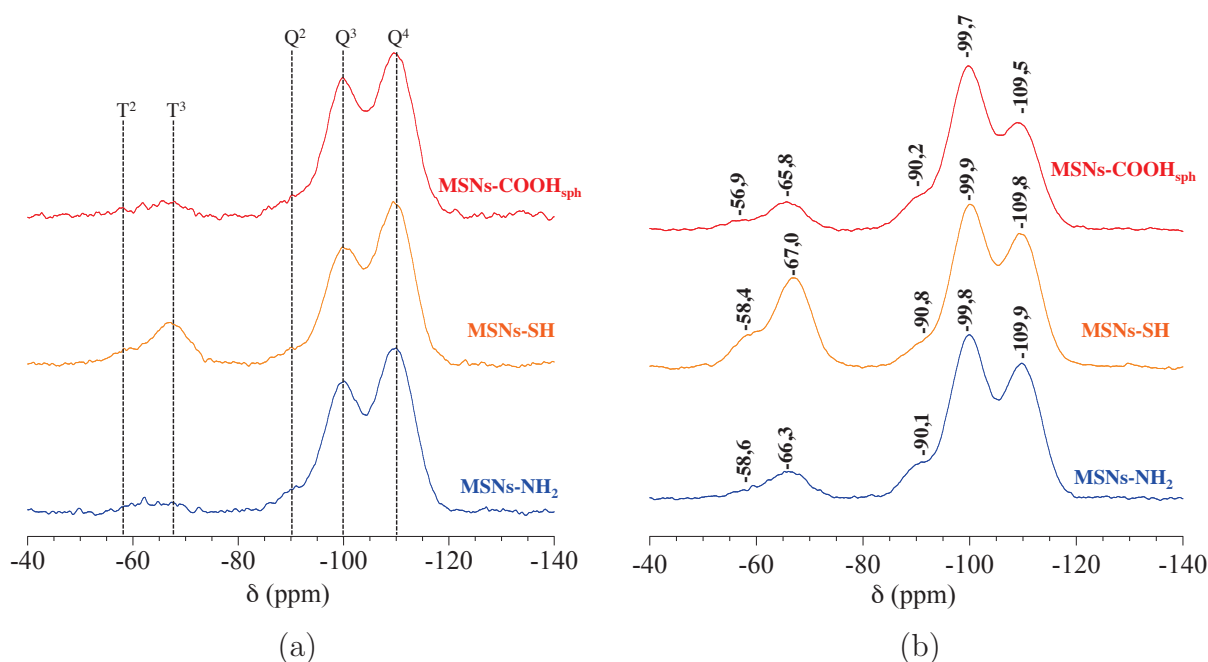 T² T³ Q² Q³ Q⁴
MSNs-COOHsph
MSNs-SH
MSNs-NH₂
-40 -60 -80 -100 -120 -140
δ (ppm)
(a)
-56,9 -65,8 -90,2 -99,7 -109,5
MSNs-COOHsph
-58,4 -67,0 -90,8 -99,9 -109,8
MSNs-SH
-58,6 -66,3 -90,1 -99,8 -109,9
MSNs-NH₂
-40 -60 -80 -100 -120 -140
δ (ppm)
(b)